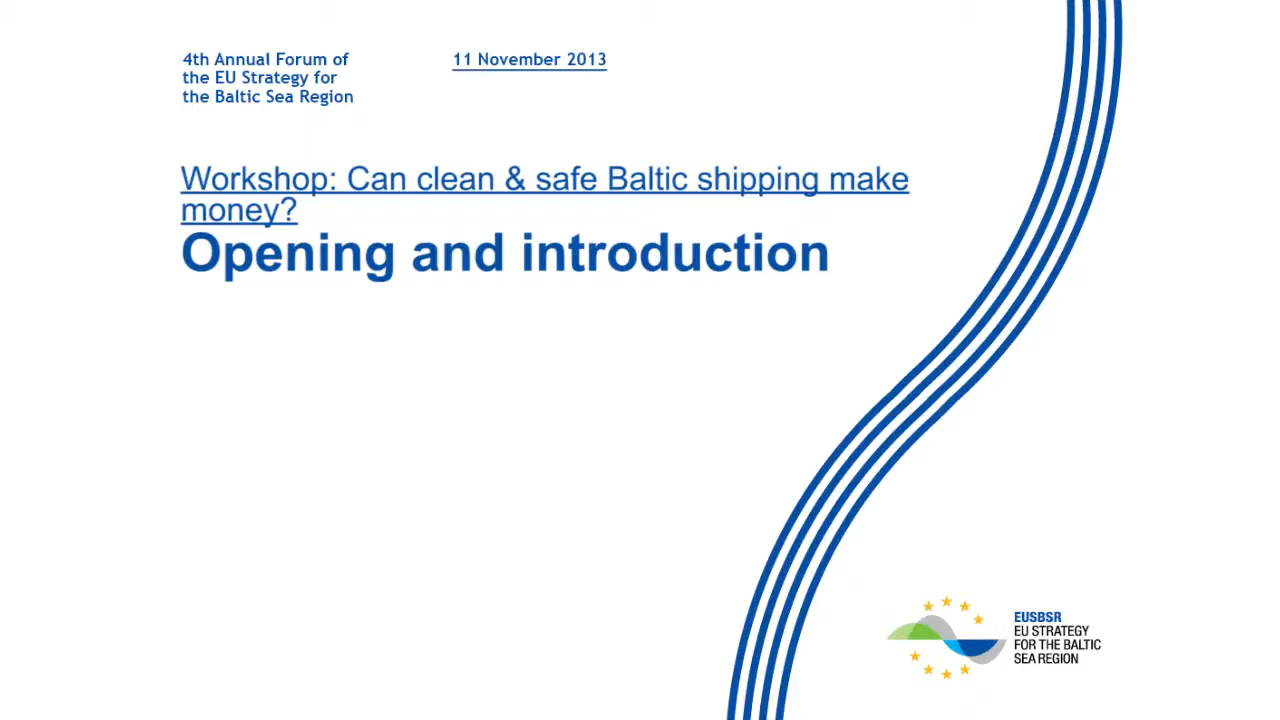 4th Annual Forum of
the EU Strategy for
the Baltic Sea Region
11 November 2013
Workshop: Can clean & safe Baltic shipping make
money?
Opening and introduction
EUSBSR
EU STRATEGY
FOR THE BALTIC
SEA REGION